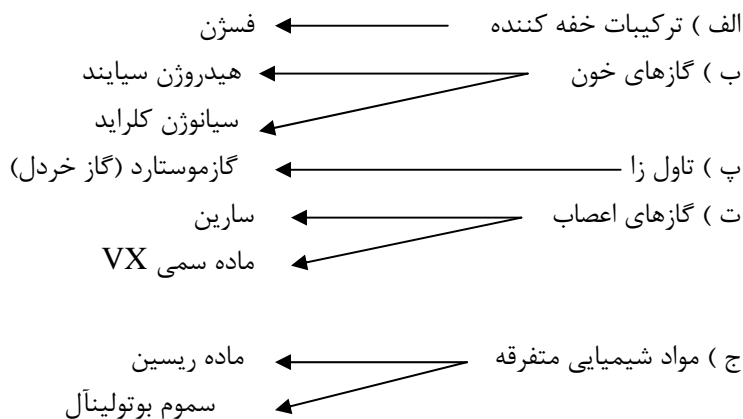 الف ) ترکیبات خفه کننده فسژن
ب ) گازهای خون هیدروژن سیایند
سیانوژن کلراید
پ ) تاول زا گازموستارد (گاز خردل)
ت ) گازهای اعصاب سارین
ماده سمی VX
ج ) مواد شیمیایی متفرقه ماده ریسین
سموم بوتولینآل